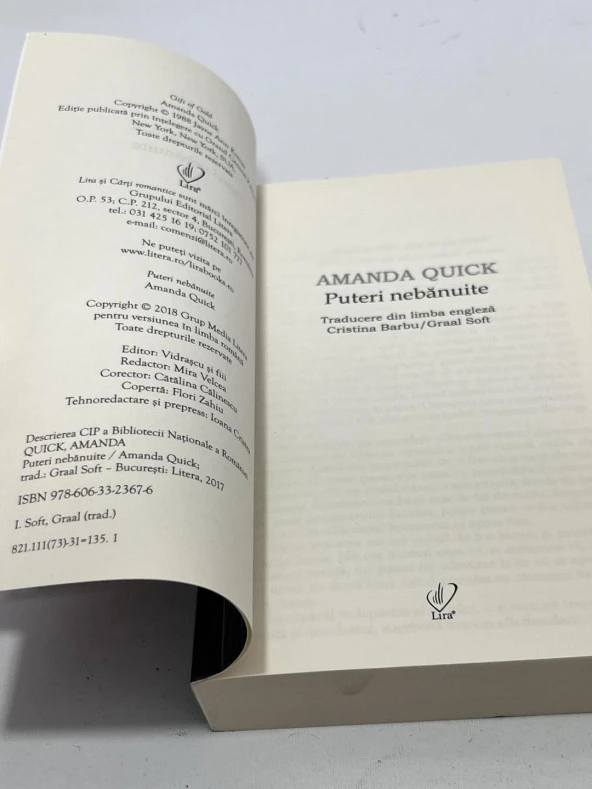 Gift of Gold
Amanda Quick
Copyright © 1988 Jayne Ann Krentz
Ediție publicată prin înțelegere cu Grand Central
New York, New York, SUA
Toate drepturile rezervate
Lira®
Lira și Cărți romantice sunt mărci înregistrate
Grupului Editorial Litera
O.P. 53; C.P. 212, sector 4, București, România
tel.: 031 425 16 19; 0752 101 777
e-mail: comenzi@litera.ro
Ne puteți vizita pe
www.litera.ro/lirabooks.ro
Puteri nebănuite
Amanda Quick
Copyright © 2018 Grup Media Litera
pentru versiunea în limba română
Toate drepturile rezervate
Editor: Vidrașcu și fiii
Redactor: Mira Velcea
Corector: Cătălina Călinescu
Copertă: Flori Zahiu
Tehnoredactare și prepress: Ioana
Descrierea CIP a Bibliotecii Naționale a României
QUICK, AMANDA
Puteri nebănuite / Amanda Quick;
trad.: Graal Soft – București: Litera, 2017
ISBN 978-606-33-2367-6
I. Soft, Graal (trad.)
821.111(73)-31=135. 1
AMANDA QUICK
Puteri nebănuite
Traducere din limba engleză
Cristina Barbu/Graal Soft
Lira®